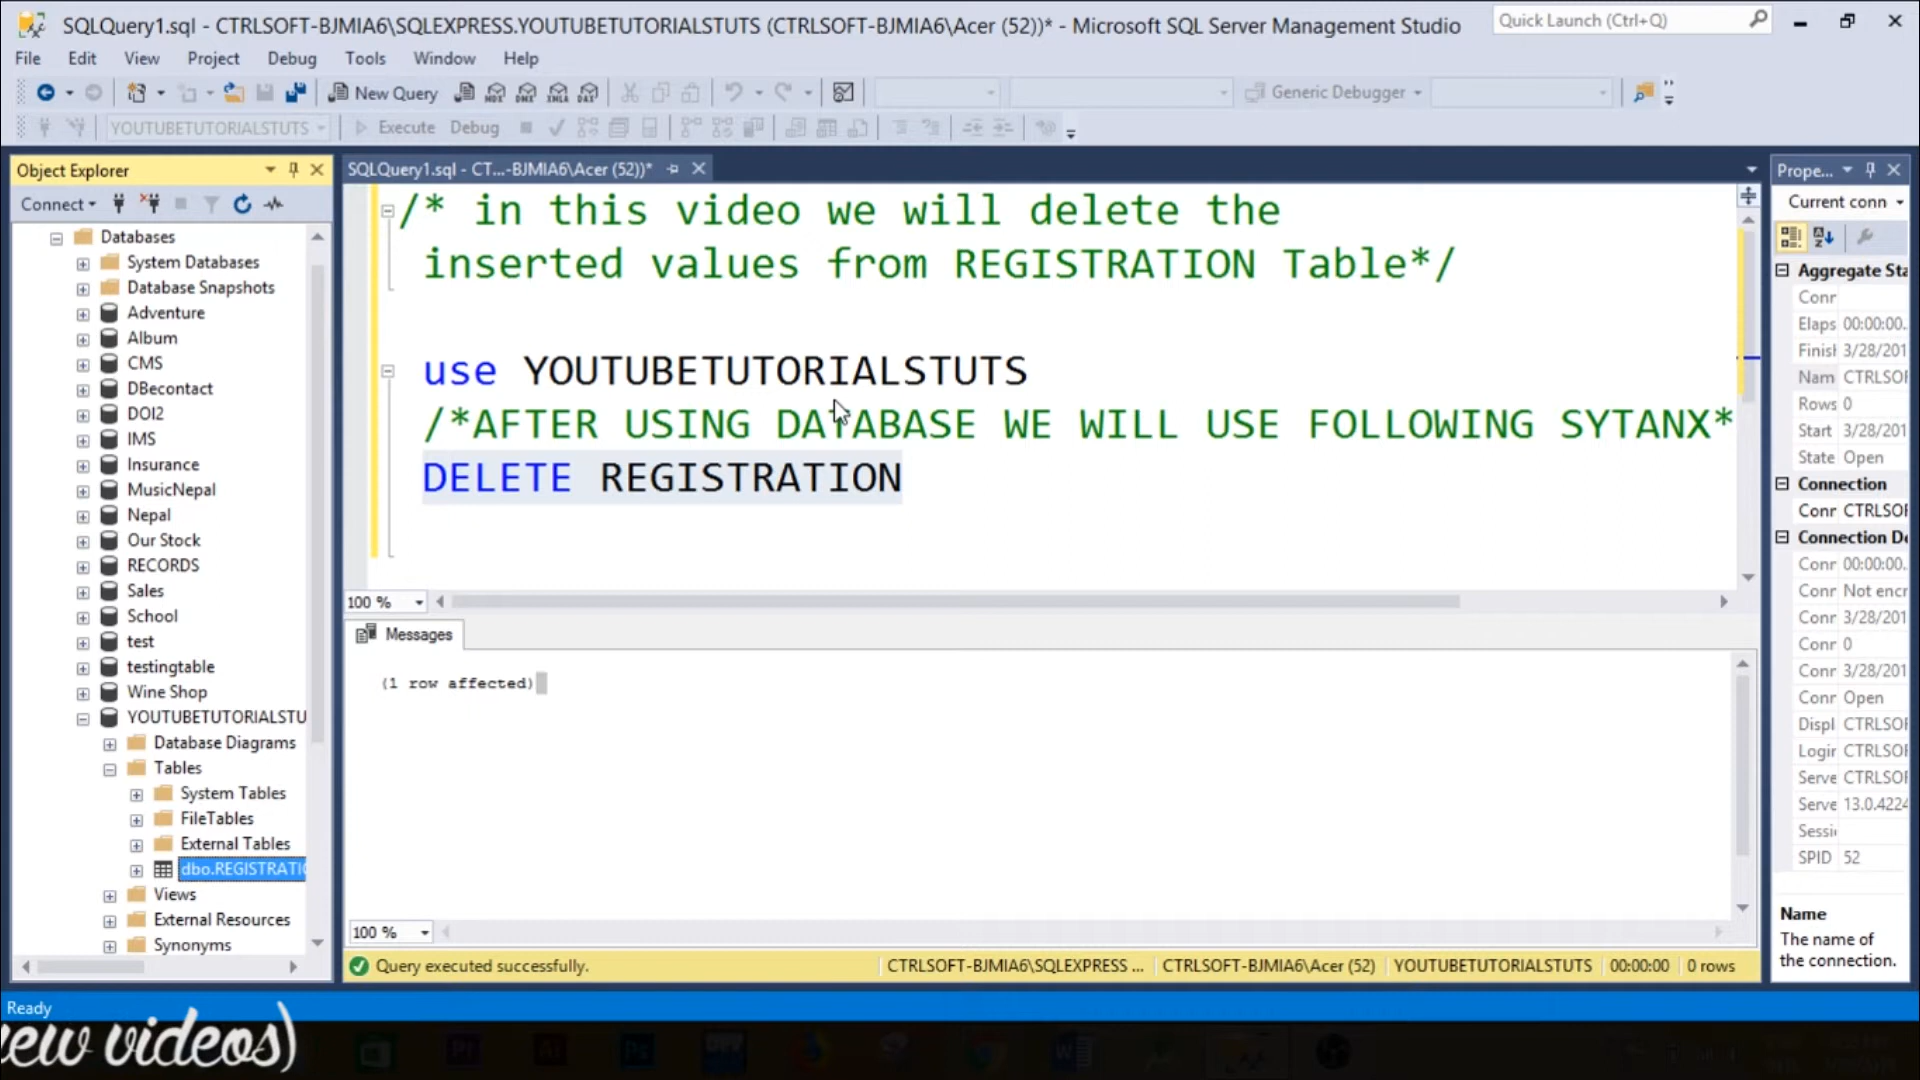 SQLQuery1.sql - CTRLSOFT-BJMIA6\SQLEXPRESS.YOUTUBETUTORIALSTUTS (CTRLSOFT-BJMIA6\Acer (52))* - Microsoft SQL Server Management Studio
Quick Launch (Ctrl+Q)
File Edit View Project Debug Tools Window Help
New Query
Generic Debugger
YOUTUBETUTORIALSTUTS
Execute Debug
Object Explorer
Connect
Databases
System Databases
Database Snapshots
Adventure
Album
CMS
DBecontact
DOI2
IMS
Insurance
MusicNepal
Nepal
Our Stock
RECORDS
Sales
School
test
testingtable
Wine Shop
YOUTUBETUTORIALSTU
Database Diagrams
Tables
System Tables
FileTables
External Tables
dbo.REGISTRATIO
Views
External Resources
Synonyms
SQLQuery1.sql - CT...-BJMIA6\Acer (52))*
/* in this video we will delete the
inserted values from REGISTRATION Table*/
use YOUTUBETUTORIALSTUTS
/*AFTER USING DATABASE WE WILL USE FOLLOWING SYTANX*
DELETE REGISTRATION
100 %
Messages
(1 row affected)
100 %
Query executed successfully.
CTRLSOFT-BJMIA6\SQLEXPRESS ...
CTRLSOFT-BJMIA6\Acer (52)
YOUTUBETUTORIALSTUTS
00:00:00
0 rows
Prope...
Current conn
Aggregate Sta
Conr
Elaps 00:00:00.
Finish 3/28/201
Nam CTRLSOF
Rows 0
Start 3/28/201
State Open
Connection
Conr CTRLSOF
Connection De
Conr 00:00:00.
Conr Not encr
Conr 3/28/201
Conr 0
Conr 3/28/201
Conr Open
Displ CTRLSOF
Login CTRLSOF
Serve CTRLSOF
Serve 13.0.4224
Sessi
SPID 52
Name
The name of
the connection.
Ready
ew videos)